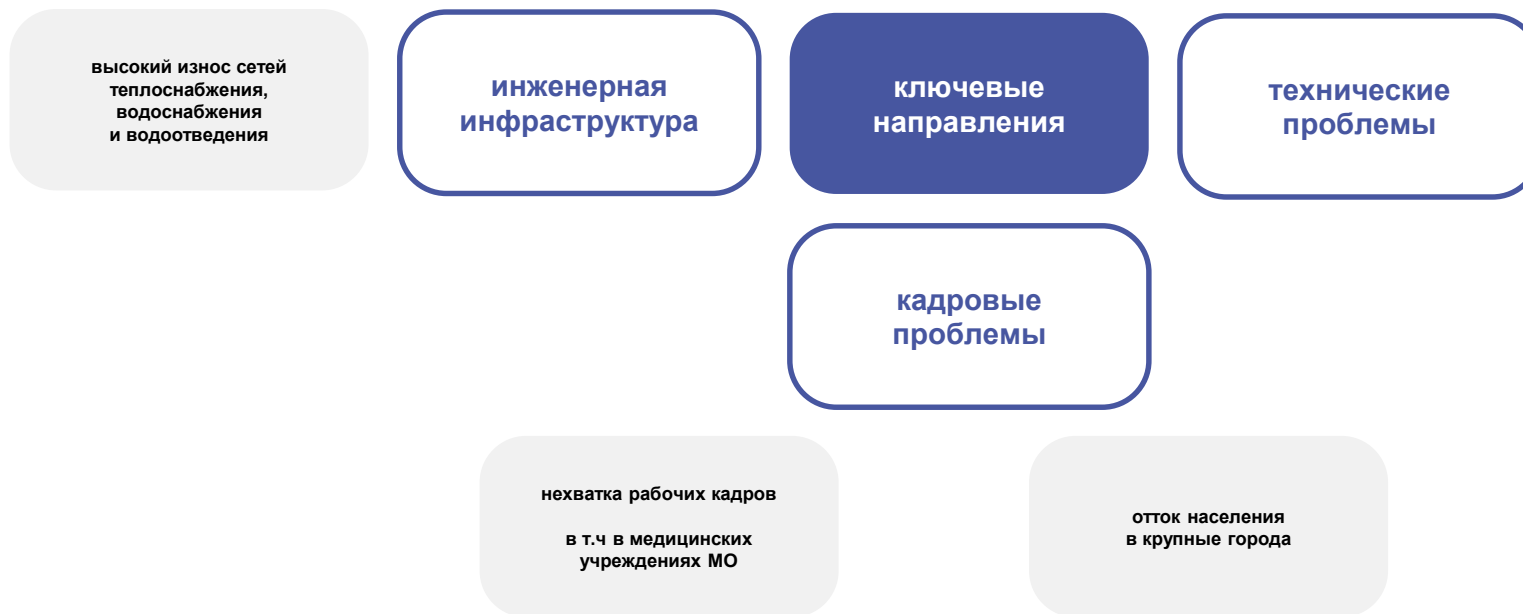 высокий износ сетей
теплоснабжения,
водоснабжения
и водоотведения
инженерная
инфраструктура
ключевые
направления
технические
проблемы
кадровые
проблемы
нехватка рабочих кадров
в т.ч в медицинских
учреждениях МО
отток населения
в крупные города